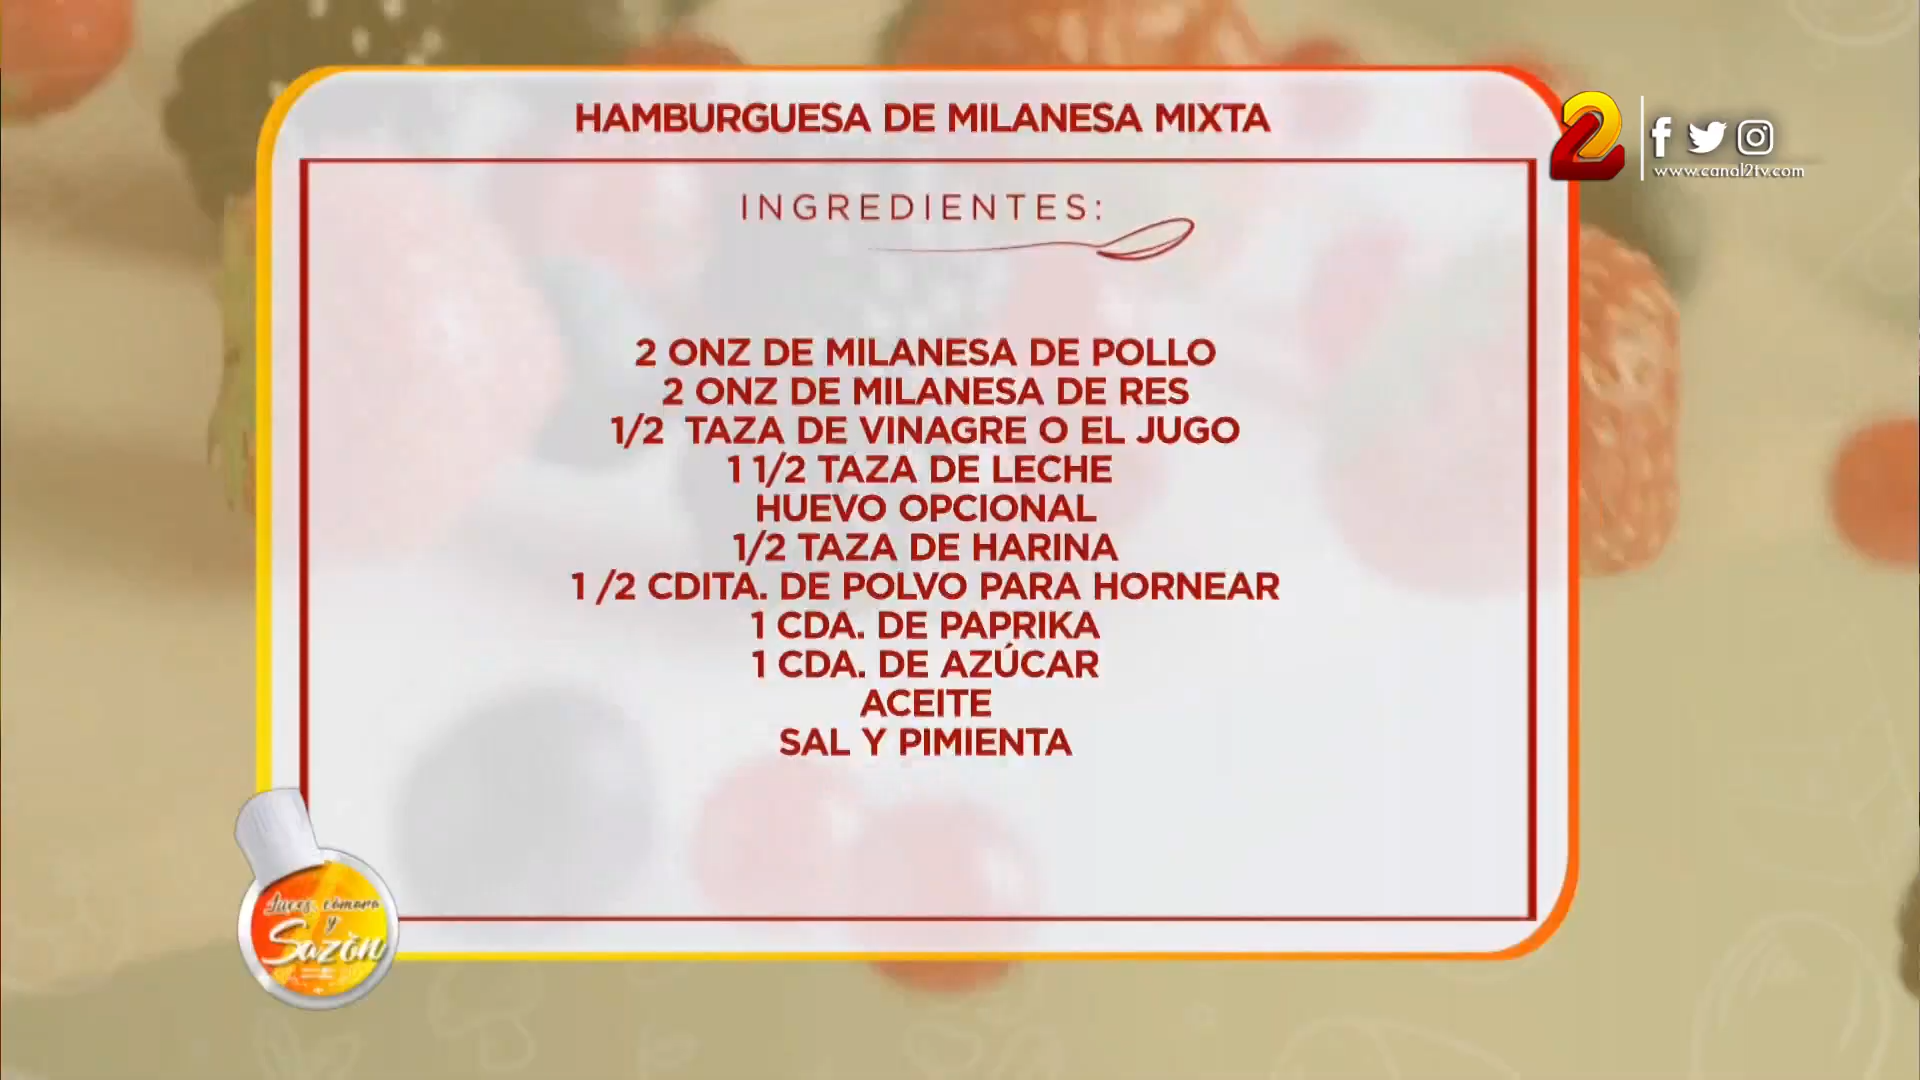 HAMBURGUESA DE MILANESA MIXTA
2
www.canal2tv.com
INGREDIENTES:
2 ONZ DE MILANESA DE POLLO
2 ONZ DE MILANESA DE RES
1/2 TAZA DE VINAGRE O EL JUGO
1 1/2 TAZA DE LECHE
HUEVO OPCIONAL
1/2 TAZA DE HARINA
1 /2 CDITA. DE POLVO PARA HORNEAR
1 CDA. DE PAPRIKA
1 CDA. DE AZÚCAR
ACEITE
SAL Y PIMIENTA
Luces, cámara
y
Sazón